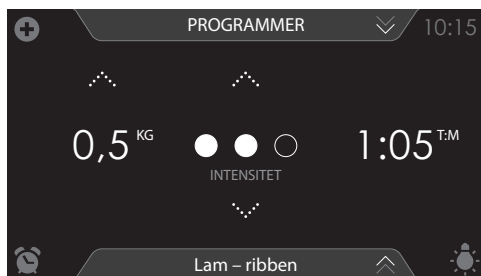 PROGRAMMER 10:15
0,5 KG 1:05 T:M
INTENSITET
Lam – ribben